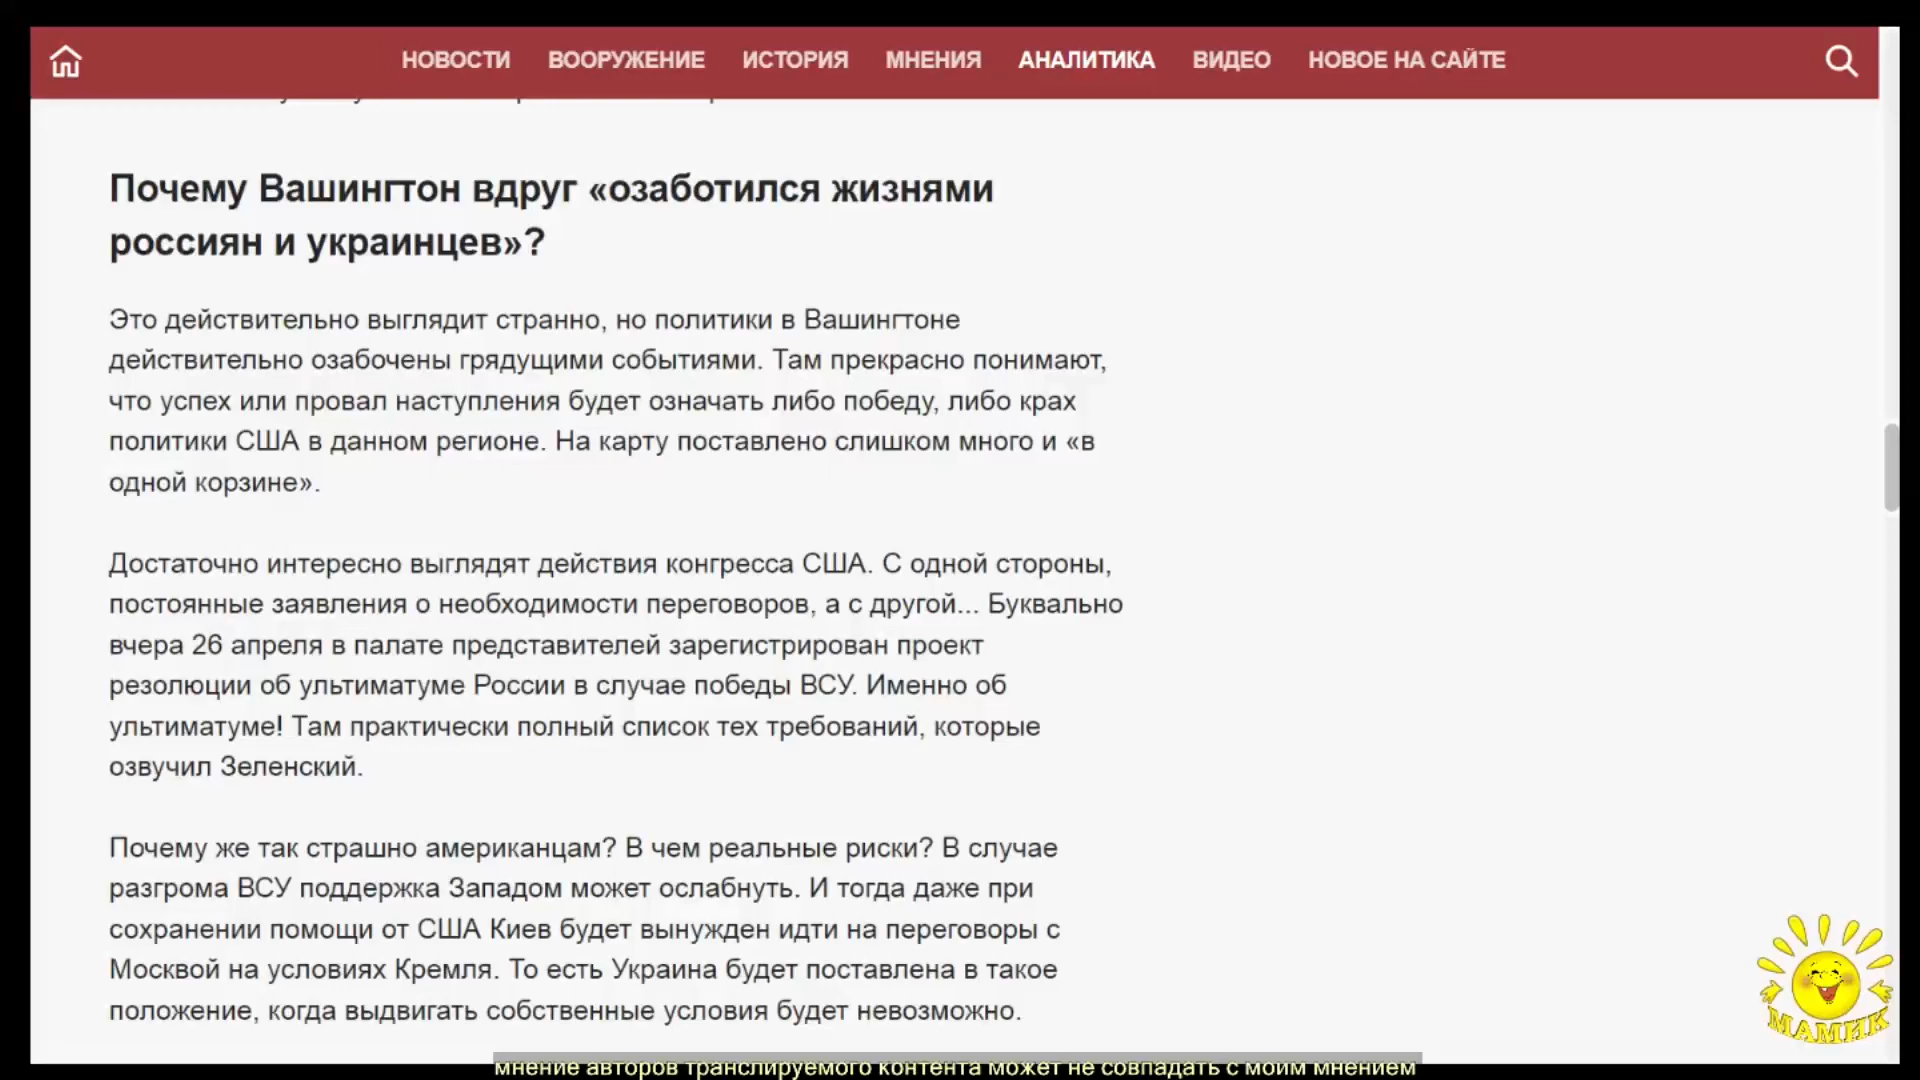 НОВОСТИ ВООРУЖЕНИЕ ИСТОРИЯ МНЕНИЯ АНАЛИТИКА ВИДЕО НОВОЕ НА САЙТЕ
Почему Вашингтон вдруг «озаботился жизнями
россиян и украинцев»?
Это действительно выглядит странно, но политики в Вашингтоне
действительно озабочены грядущими событиями. Там прекрасно понимают,
что успех или провал наступления будет означать либо победу, либо крах
политики США в данном регионе. На карту поставлено слишком много и «в
одной корзине».
Достаточно интересно выглядят действия конгресса США. С одной стороны,
постоянные заявления о необходимости переговоров, а с другой... Буквально
вчера 26 апреля в палате представителей зарегистрирован проект
резолюции об ультиматуме России в случае победы ВСУ. Именно об
ультиматуме! Там практически полный список тех требований, которые
озвучил Зеленский.
Почему же так страшно американцам? В чем реальные риски? В случае
разгрома ВСУ поддержка Западом может ослабнуть. И тогда даже при
сохранении помощи от США Киев будет вынужден идти на переговоры с
Москвой на условиях Кремля. То есть Украина будет поставлена в такое
положение, когда выдвигать собственные условия будет невозможно.
МАМИК
мнение авторов транслируемого контента может не совпадать с моим мнением